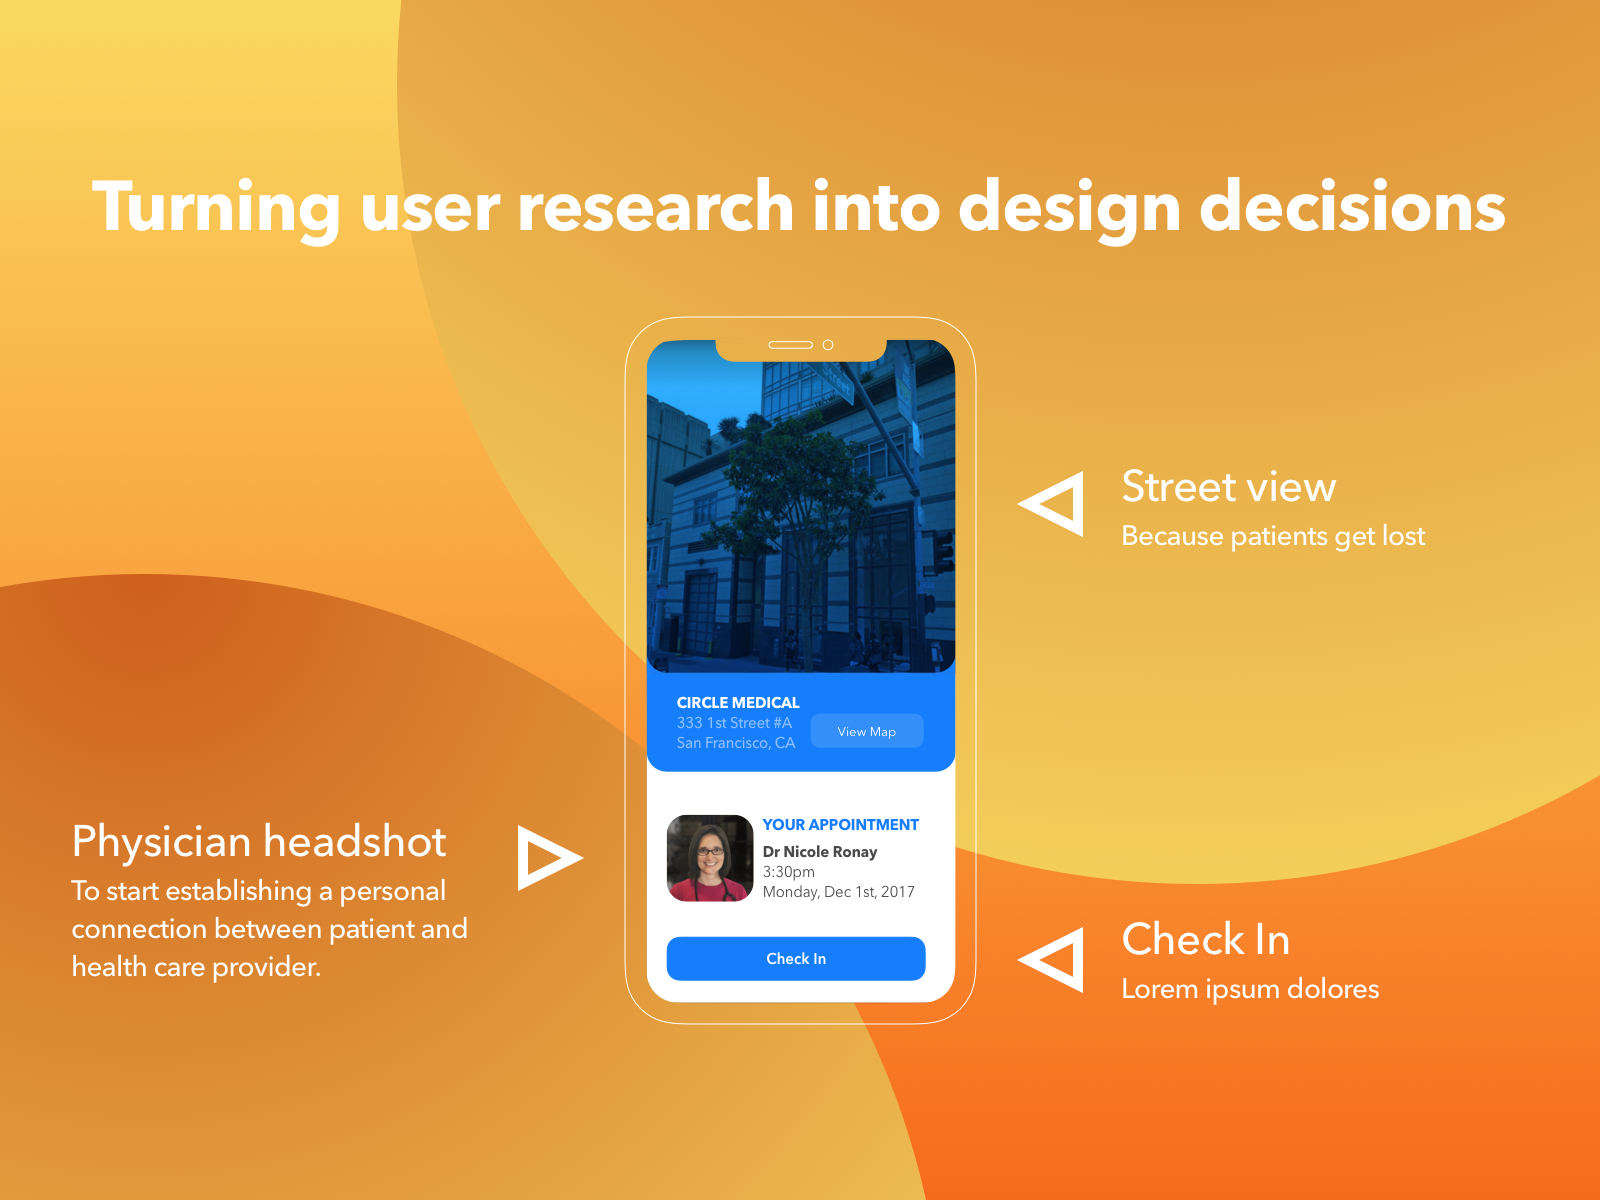 Turning user research into design decisions
Street
Street view
Because patients get lost
CIRCLE MEDICAL
333 1st Street #A
San Francisco, CA
View Map
Physician headshot
To start establishing a personal
connection between patient and
health care provider.
YOUR APPOINTMENT
Dr Nicole Ronay
3:30pm
Monday, Dec 1st, 2017
Check In
Check In
Lorem ipsum dolores